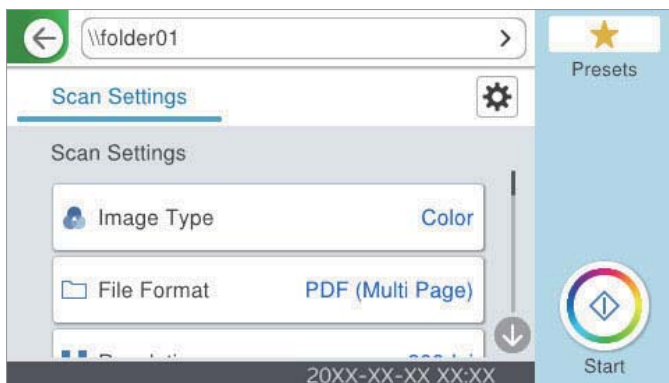 \\folder01
Presets
Scan Settings
Scan Settings
Image Type Color
File Format PDF (Multi Page)
20XX-XX-XX XX:XX
Start